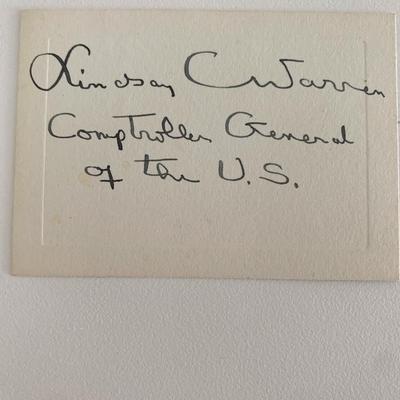 Lindsay C Warren
Comptroller General
of the U.S.